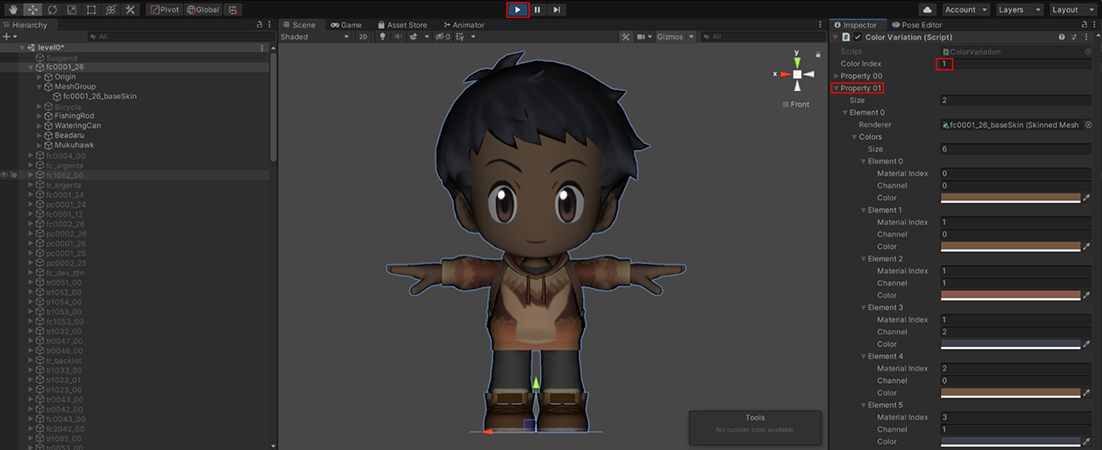 Pivot Global
Account Layers Layout
Hierarchy
Scene Game Asset Store Animator
Inspector Pose Editor
All
Shaded 2D 0 Gizmos All
Color Variation (Script)
level0*
Suspend
fc0001_26
Origin
MeshGroup
fc0001_26_baseSkin
Bicycle
FishingRod
WateringCan
Beadaru
Mukuhawk
fc0004_00
fc_argenta
fc1062_00
tr_argenta
fc0001_24
pc0001_24
fc0001_12
fc0002_26
pc0002_26
pc0001_26
pc0001_25
pc0002_25
fc_dev_ttin
tr0051_00
tr1052_00
tr1054_00
tr1053_00
fc1053_00
tr1032_00
tr0047_00
tr0046_00
tr_backlot
tr1033_00
tr1023_01
tr1023_00
tr0043_00
tr0042_00
fc0043_00
fc2042_00
tr1085_00
tr0053_00
y
x
Front
Tools
No custom tools available
Script ColorVariation
Color Index 1
Property 00
Property 01
Size 2
Element 0
Renderer fc0001_26_baseSkin (Skinned Mesh
Colors
Size 6
Element 0
Material Index 0
Channel 0
Color
Element 1
Material Index 1
Channel 0
Color
Element 2
Material Index 1
Channel 1
Color
Element 3
Material Index 1
Channel 2
Color
Element 4
Material Index 2
Channel 0
Color
Element 5
Material Index 3
Channel 1
Color